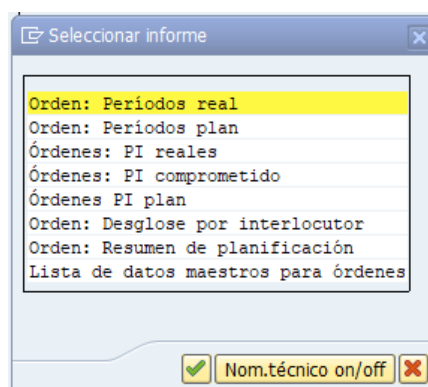 Seleccionar informe
Orden: Períodos real
Orden: Períodos plan
Órdenes: PI reales
Órdenes: PI comprometido
Órdenes PI plan
Orden: Desglose por interlocutor
Orden: Resumen de planificación
Lista de datos maestros para órdenes
Nom.técnico on/off